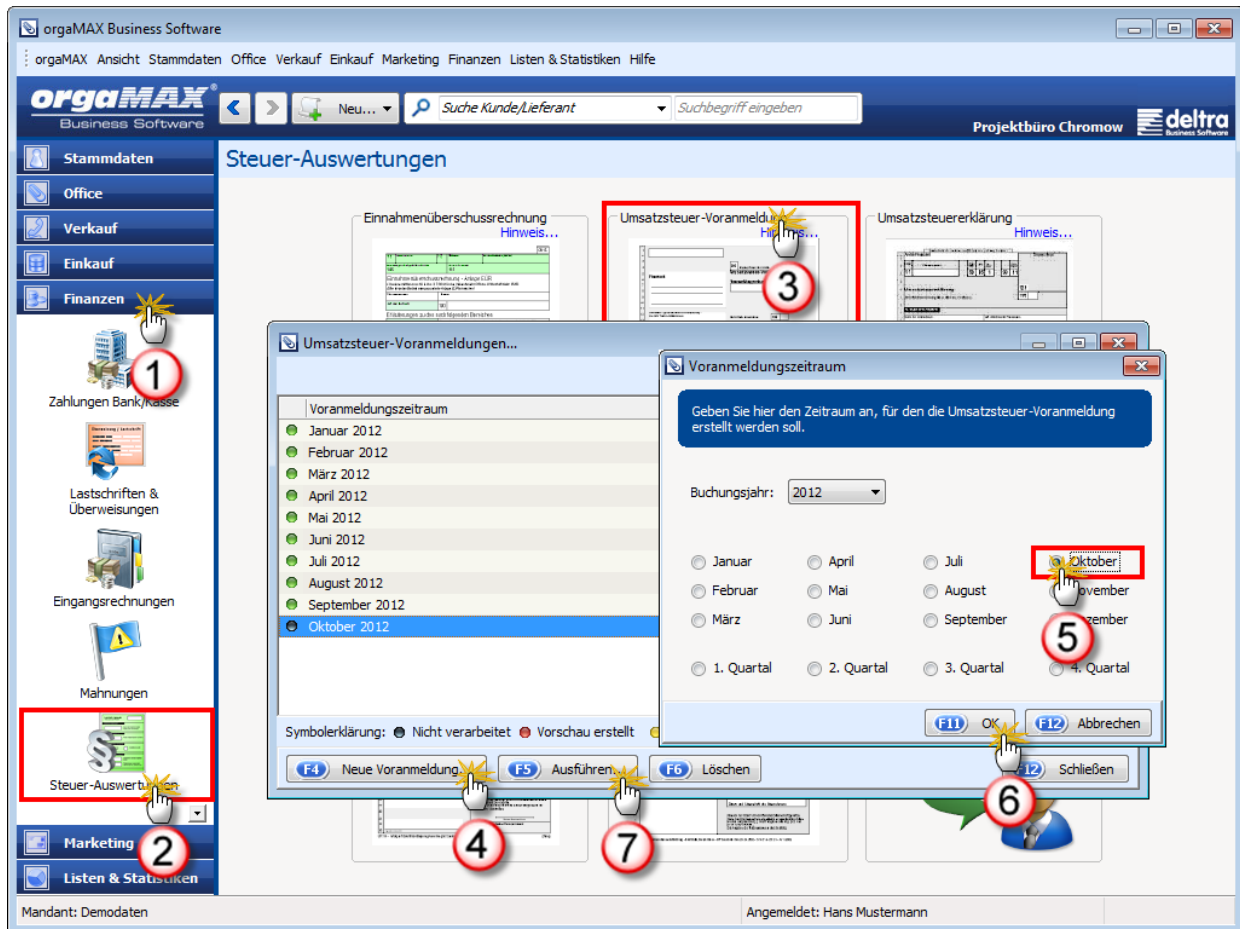 orgaMAX Business Software
orgaMAX Ansicht Stammdaten Office Verkauf Einkauf Marketing Finanzen Listen & Statistiken Hilfe
orgaMAX®
Business Software
Neu...
Suche Kunde/Lieferant
Suchbegriff eingeben
Projektbüro Chromow
deltra
Business Software
Stammdaten
Office
Verkauf
Einkauf
Finanzen
1
Zahlungen Bank/Kasse
Lastschriften &
Überweisungen
Eingangsrechnungen
Mahnungen
Steuer-Auswertungen
2
Marketing
Listen & Statistiken
Steuer-Auswertungen
Einnahmenüberschussrechnung
Hinweis...
Umsatzsteuer-Voranmeldung
Hinweis...
3
Umsatzsteuererklärung
Hinweis...
Umsatzsteuer-Voranmeldungen...
Voranmeldungszeitraum
Januar 2012
Februar 2012
März 2012
April 2012
Mai 2012
Juni 2012
Juli 2012
August 2012
September 2012
Oktober 2012
Symbolerklärung: Nicht verarbeitet Vorschau erstellt
F4 Neue Voranmeldung...
F5 Ausführen...
F6 Löschen
F12 Schließen
4
7
Voranmeldungszeitraum
Geben Sie hier den Zeitraum an, für den die Umsatzsteuer-Voranmeldung
erstellt werden soll.
Buchungsjahr: 2012
Januar April Juli Oktober
Februar Mai August November
März Juni September Dezember
5
1. Quartal 2. Quartal 3. Quartal 4. Quartal
F11 OK F12 Abbrechen
6
Mandant: Demodaten
Angemeldet: Hans Mustermann